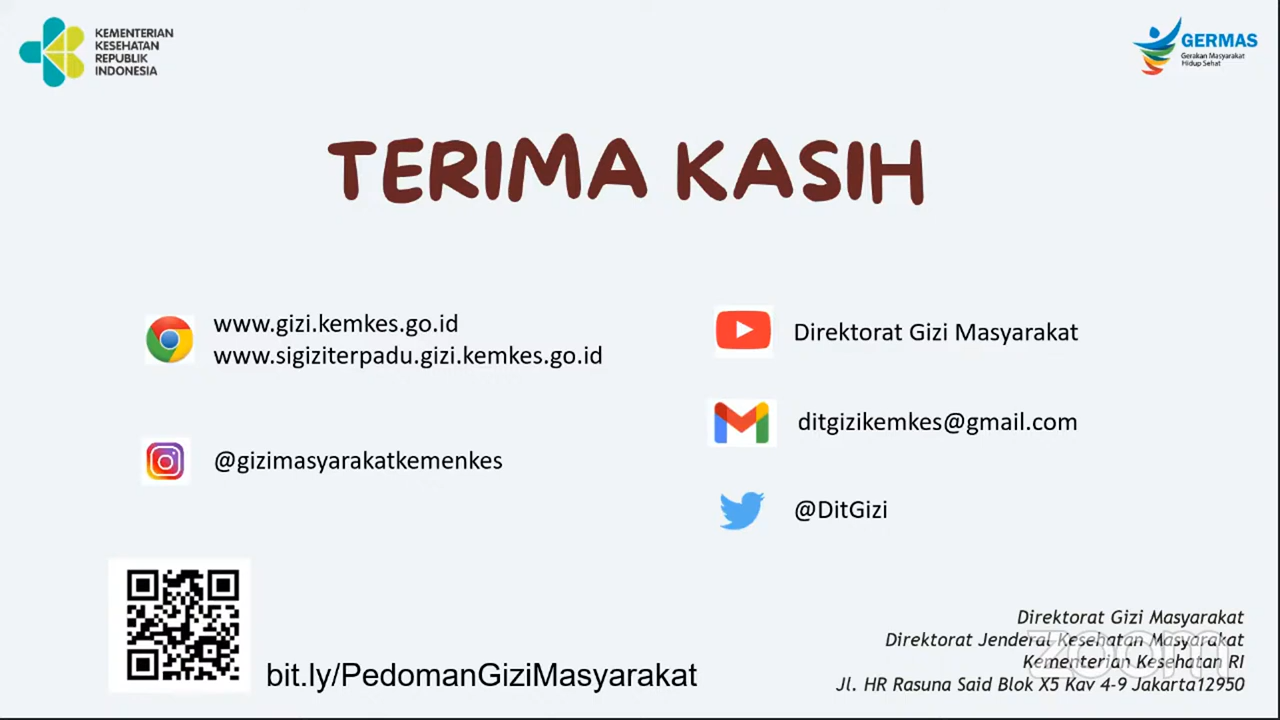 KEMENTERIAN
KESEHATAN
REPUBLIK
INDONESIA
GERMAS
Gerakan Masyarakat
Hidup Sehat
TERIMA KASIH
www.gizi.kemkes.go.id
www.sigiziterpadu.gizi.kemkes.go.id
@gizimasyarakatkemenkes
Direktorat Gizi Masyarakat
ditgizikemkes@gmail.com
@DitGizi
bit.ly/PedomanGiziMasyarakat
Direktorat Gizi Masyarakat
Direktorat Jenderal Kesehatan Masyarakat
Kementerian Kesehatan RI
Jl. HR Rasuna Said Blok X5 Kav 4-9 Jakarta12950
zoom